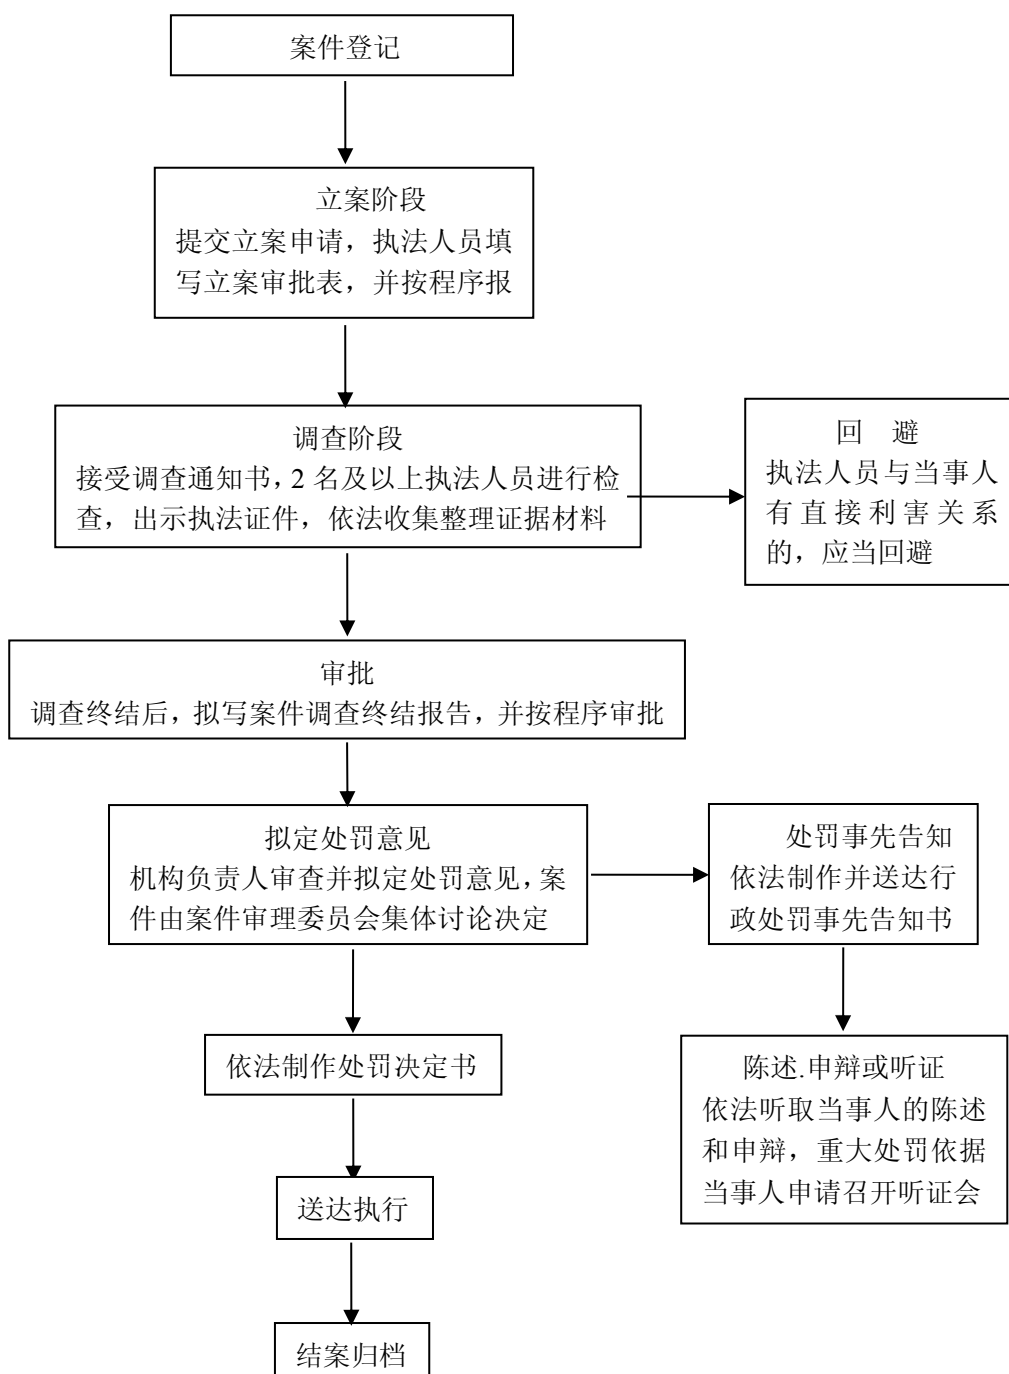 案件登记
立案阶段
提交立案申请，执法人员填
写立案审批表，并按程序报
调查阶段
接受调查通知书，2 名及以上执法人员进行检
查，出示执法证件，依法收集整理证据材料
回 避
执法人员与当事人
有直接利害关系
的，应当回避
审批
调查终结后，拟写案件调查终结报告，并按程序审批
拟定处罚意见
机构负责人审查并拟定处罚意见，案
件由案件审理委员会集体讨论决定
处罚事先告知
依法制作并送达行
政处罚事先告知书
依法制作处罚决定书
陈述.申辩或听证
依法听取当事人的陈述
和申辩，重大处罚依据
当事人申请召开听证会
送达执行
结案归档